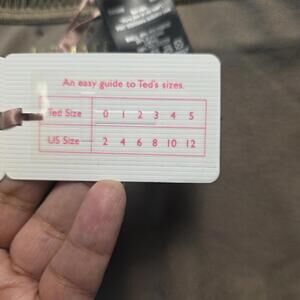 An easy guide to Ted's sizes.
Ted Size 0 1 2 3 4 5
US Size 2 4 6 8 10 12